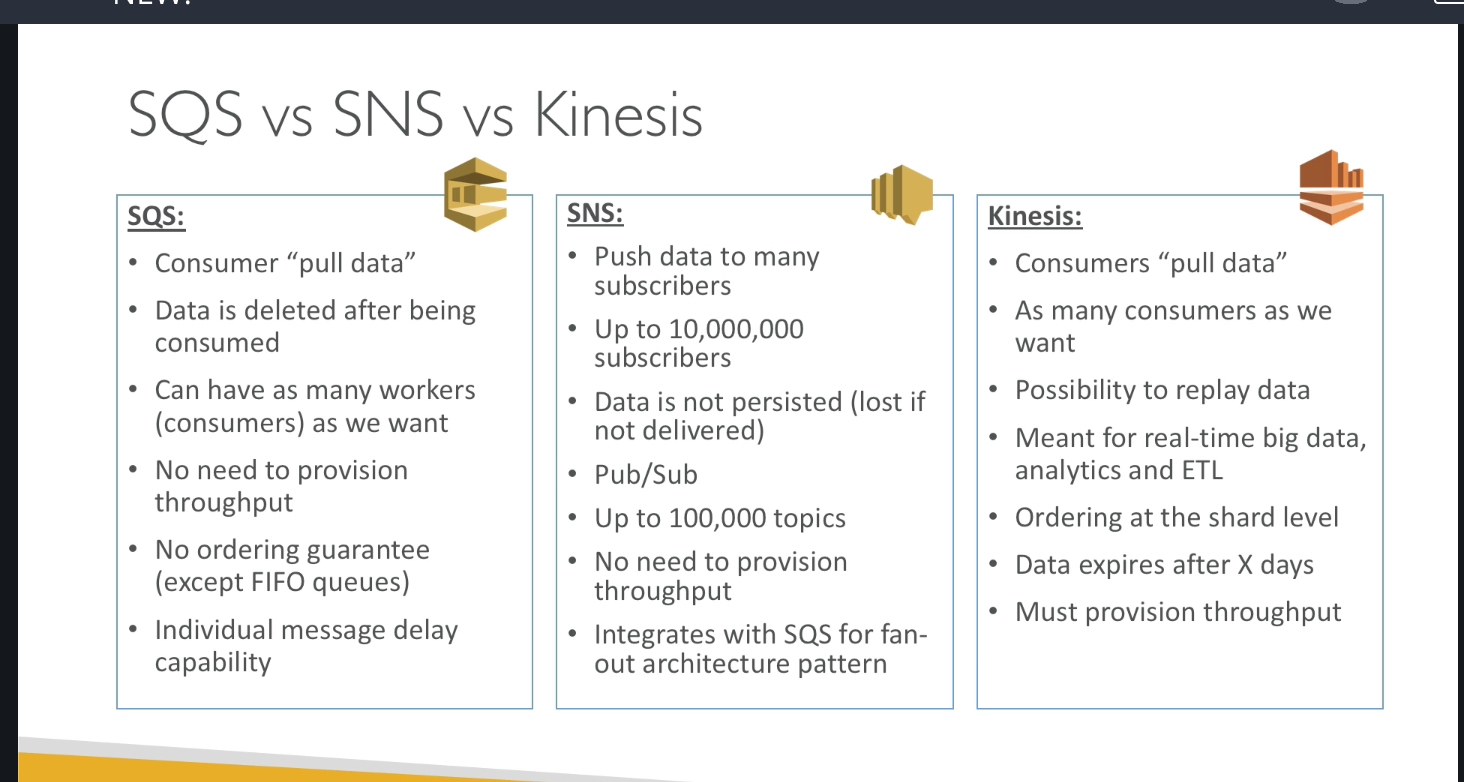 NEW!
SQS vs SNS vs Kinesis
SQS:
• Consumer “pull data”
• Data is deleted after being
consumed
• Can have as many workers
(consumers) as we want
• No need to provision
throughput
• No ordering guarantee
(except FIFO queues)
• Individual message delay
capability
SNS:
• Push data to many
subscribers
• Up to 10,000,000
subscribers
• Data is not persisted (lost if
not delivered)
• Pub/Sub
• Up to 100,000 topics
• No need to provision
throughput
• Integrates with SQS for fan-
out architecture pattern
Kinesis:
• Consumers “pull data”
• As many consumers as we
want
• Possibility to replay data
• Meant for real-time big data,
analytics and ETL
• Ordering at the shard level
• Data expires after X days
• Must provision throughput